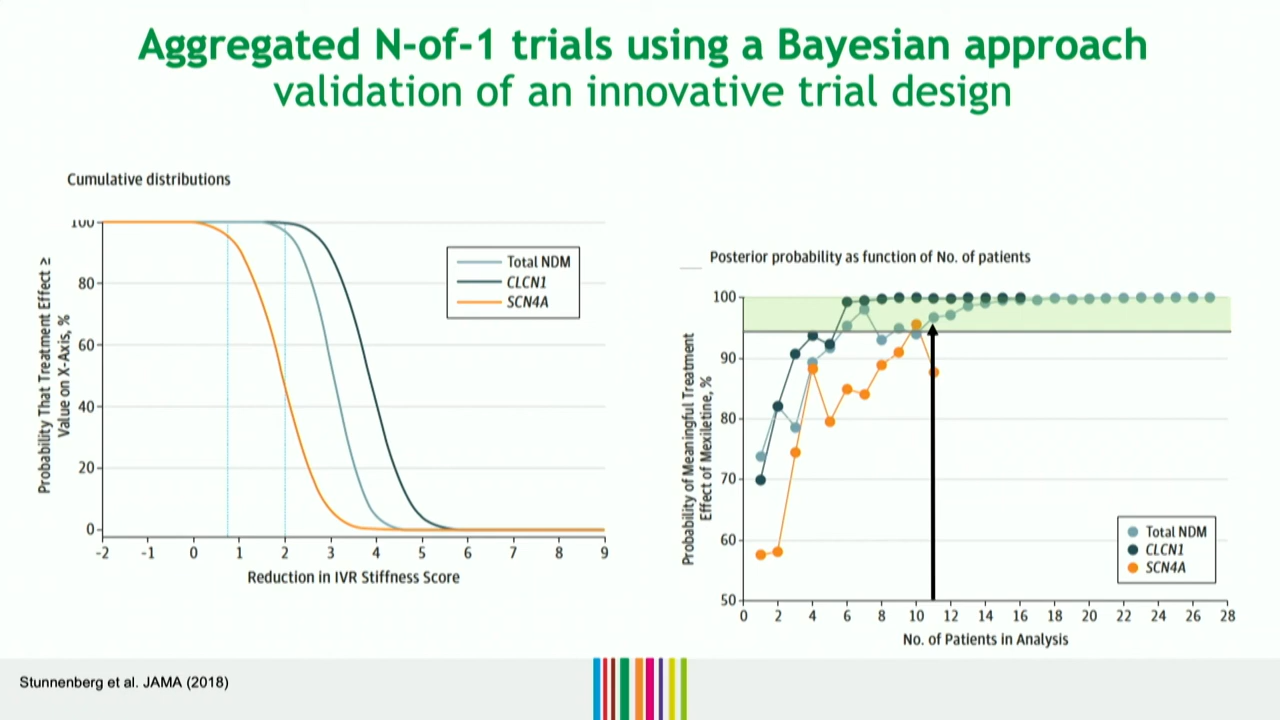 Aggregated N-of-1 trials using a Bayesian approach
validation of an innovative trial design
Cumulative distributions
Probability That Treatment Effect ≥
Value on X-Axis, %
100
80
60
40
20
0
-2 -1 0 1 2 3 4 5 6 7 8 9
Reduction in IVR Stiffness Score
Total NDM
CLCN1
SCN4A
Posterior probability as function of No. of patients
Probability of Meaningful Treatment
Effect of Mexiletine, %
100
90
80
70
60
50
0 2 4 6 8 10 12 14 16 18 20 22 24 26 28
No. of Patients in Analysis
Total NDM
CLCN1
SCN4A
Stunnenberg et al. JAMA (2018)